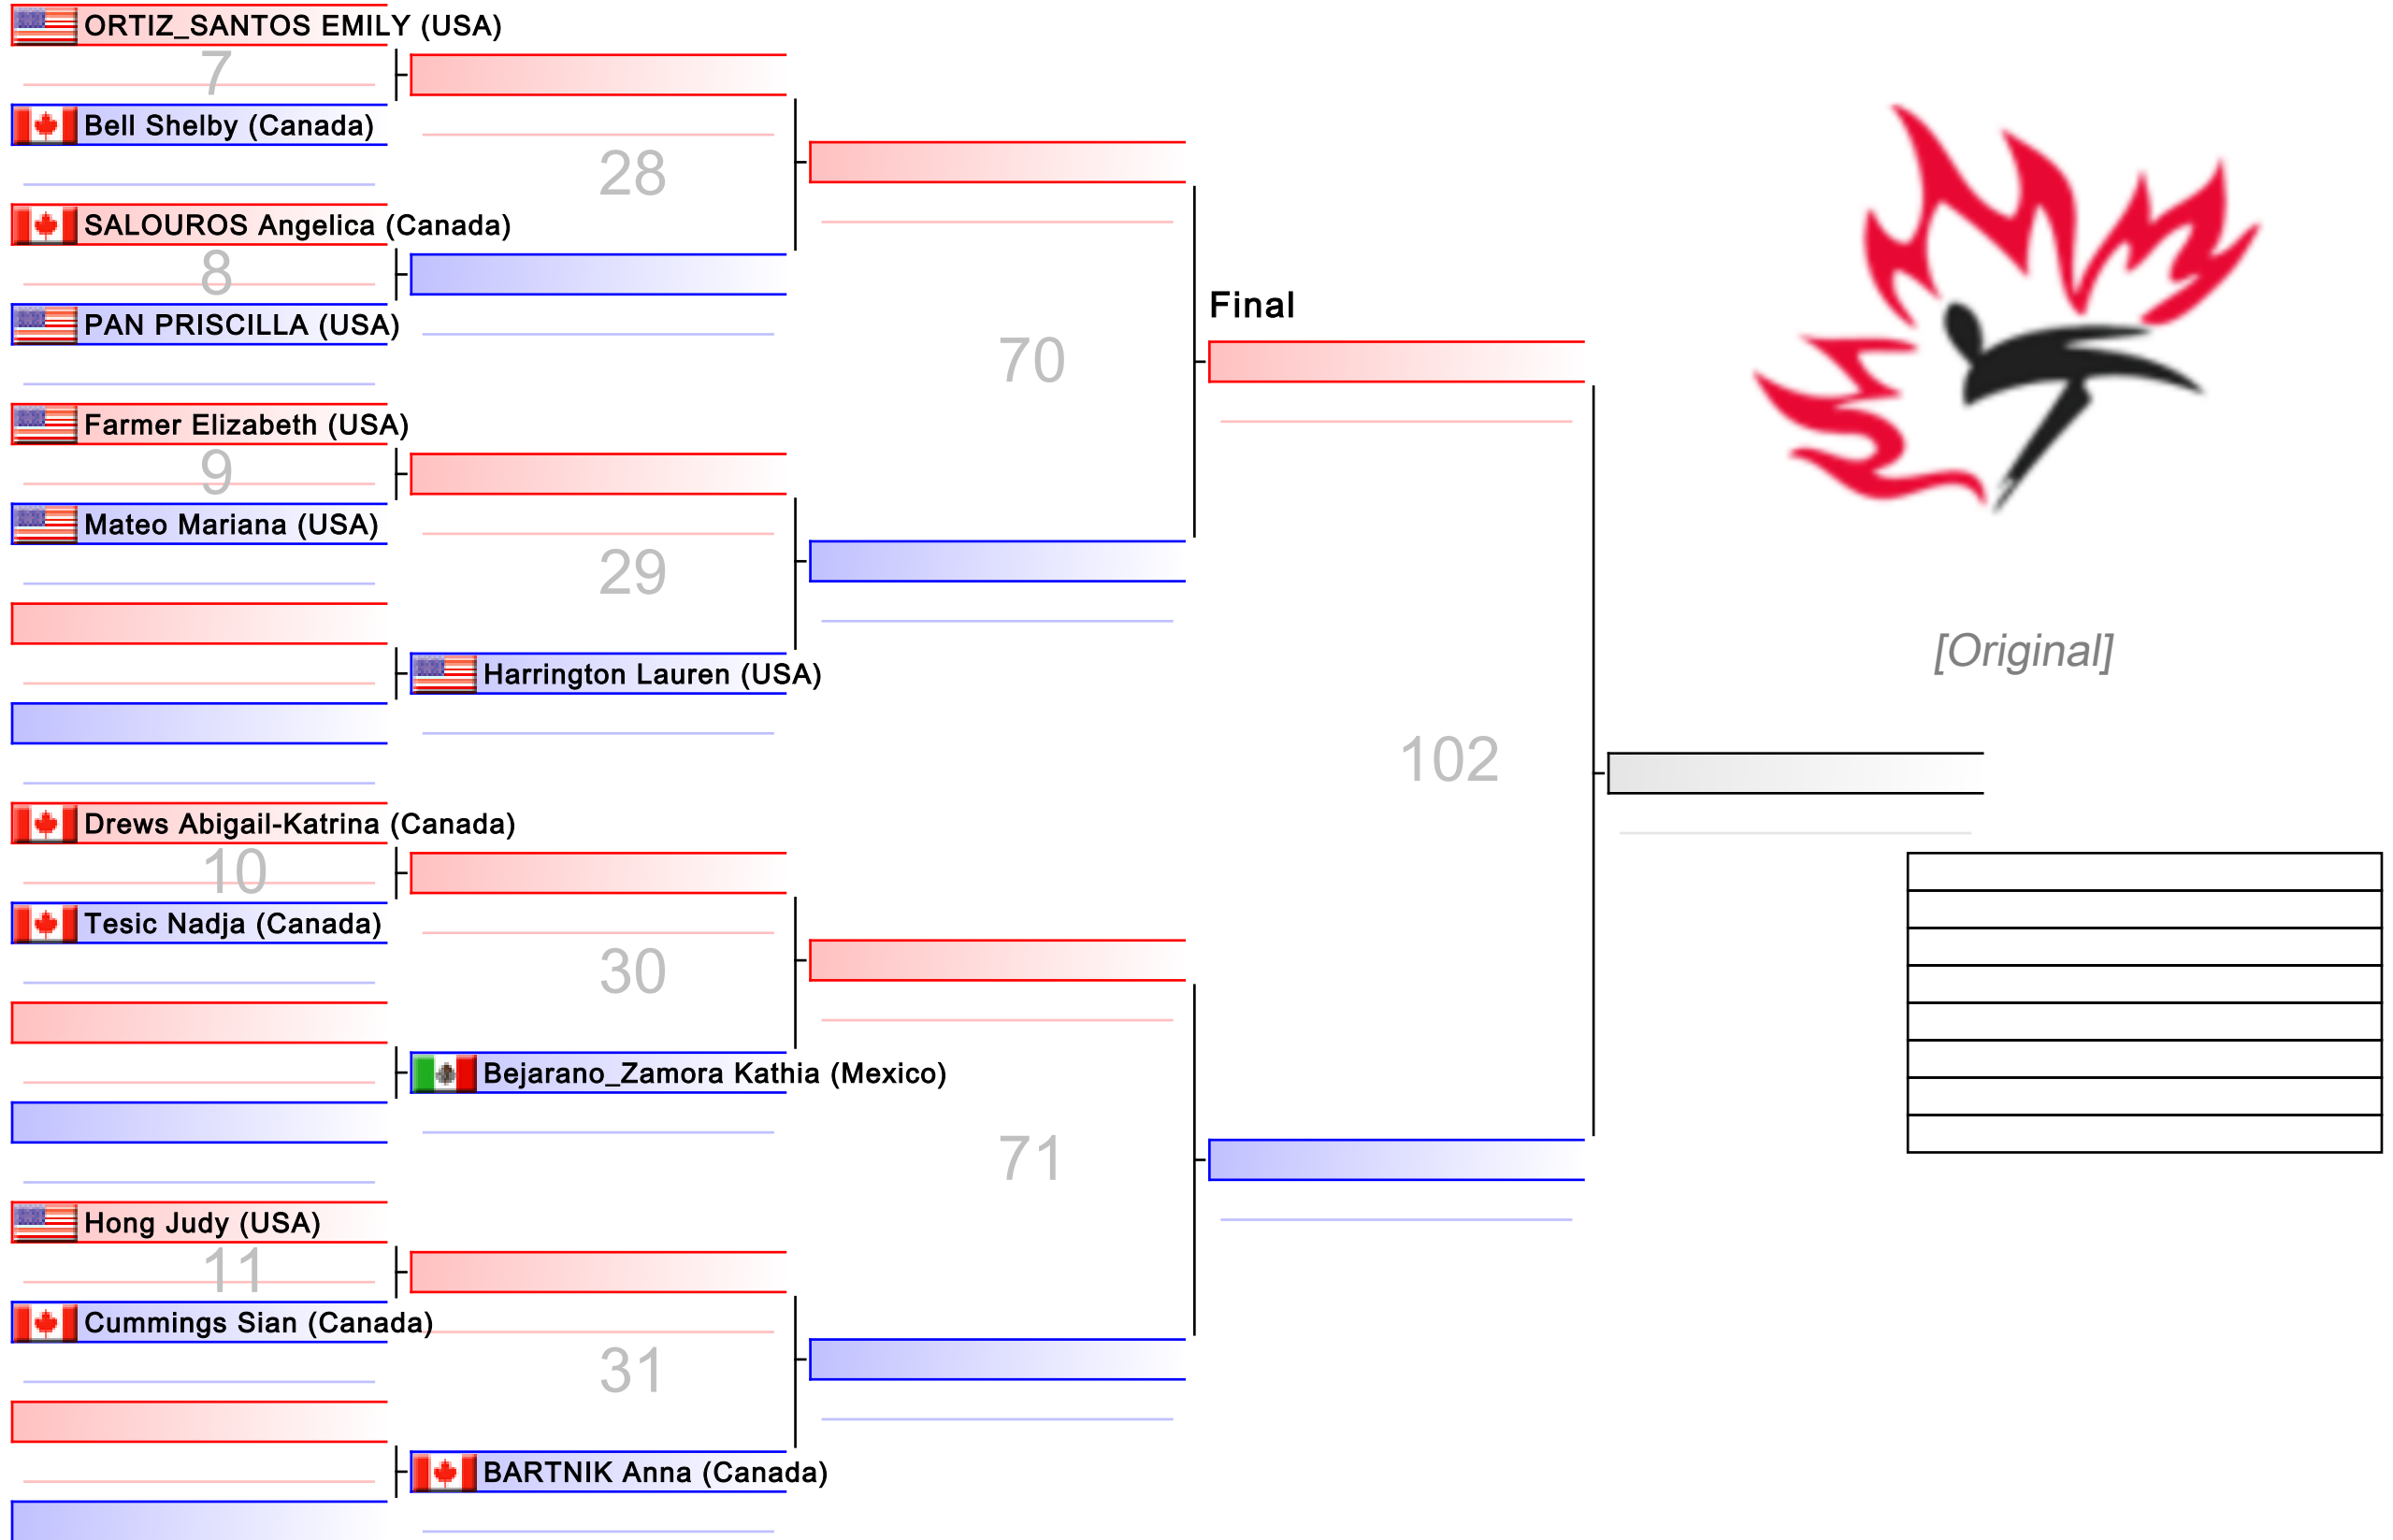 ORTIZ_SANTOS EMILY (USA)
7
Bell Shelby (Canada)
28
SALOUROS Angelica (Canada)
8
PAN PRISCILLA (USA)
Final
70
Farmer Elizabeth (USA)
9
Mateo Mariana (USA)
29
Harrington Lauren (USA)
[Original]
102
Drews Abigail-Katrina (Canada)
10
Tesic Nadja (Canada)
30
Bejarano_Zamora Kathia (Mexico)
71
Hong Judy (USA)
11
Cummings Sian (Canada)
31
BARTNIK Anna (Canada)